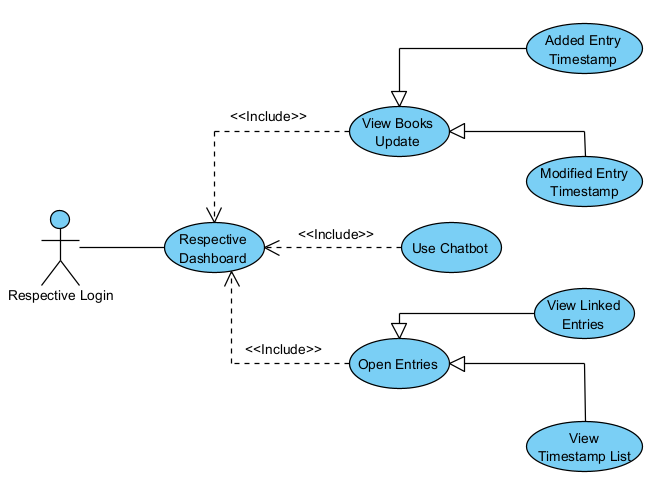 Added Entry
Timestamp
<<Include>>
View Books
Update
Modified Entry
Timestamp
Respective
Dashboard
<<Include>>
Use Chatbot
Respective Login
View Linked
Entries
<<Include>>
Open Entries
View
Timestamp List